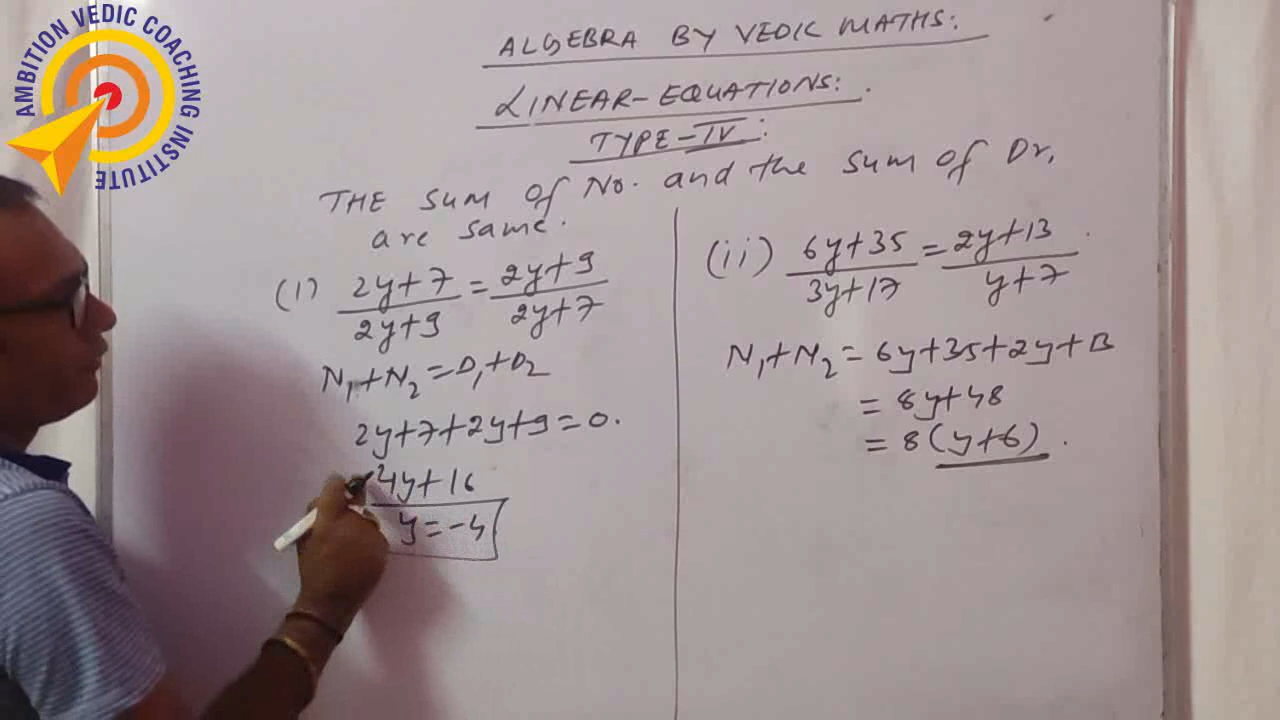 AMBITION VEDIC COACHING INSTITUTE
ALGEBRA BY VEDIC MATHS:
LINEAR-EQUATIONS:
TYPE-IV:
THE sum of No. and the sum of Dr,
are same.
(1) (2y+7)/(2y+9) = (2y+9)/(2y+7)
N₁+N₂=D₁+D₂
2y+7+2y+9=0.
4y+16
y=-4
(ii) (6y+35)/(3y+17) = (2y+13)/(y+7)
N₁+N₂=6y+35+2y+13
= 8y+48
= 8(y+6)